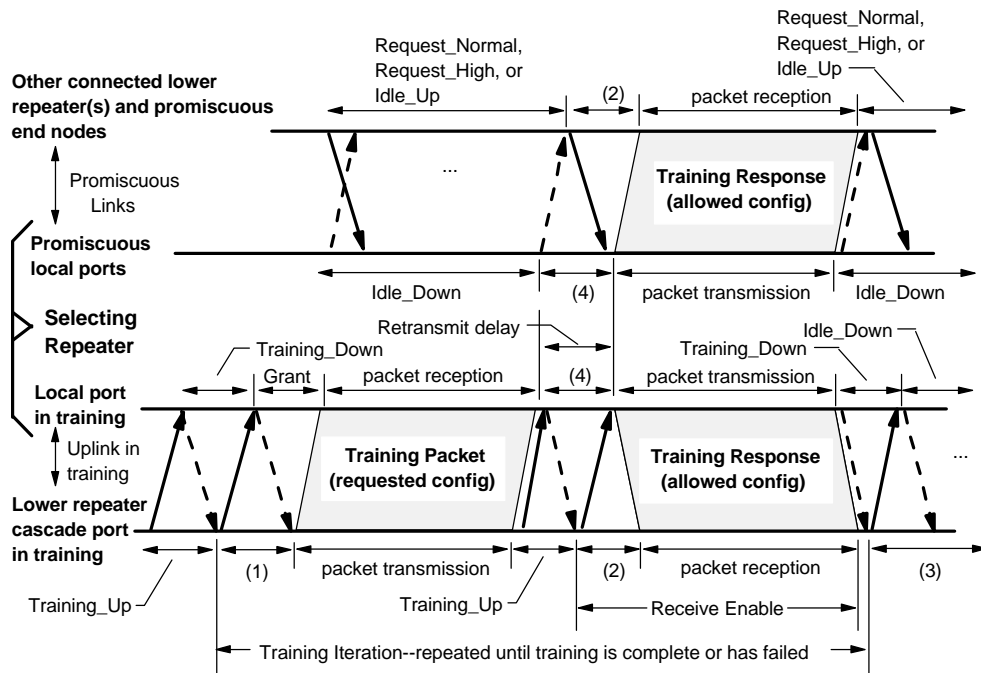 Request_Normal,
Request_High, or
Idle_Up
Request_Normal,
Request_High, or
Idle_Up
(2)
packet reception
Other connected lower
repeater(s) and promiscuous
end nodes
...
Training Response
(allowed config)
Promiscuous
Links
Promiscuous
local ports
Idle_Down
(4)
packet transmission
Idle_Down
Selecting
Repeater
Retransmit delay
Training_Down
Idle_Down
Training_Down
Grant
packet reception
(4)
packet transmission
Local port
in training
Uplink in
training
Training Packet
(requested config)
Training Response
(allowed config)
...
Lower repeater
cascade port
in training
(1)
packet transmission
(2)
packet reception
(3)
Training_Up
Training_Up
Receive Enable
Training Iteration--repeated until training is complete or has failed